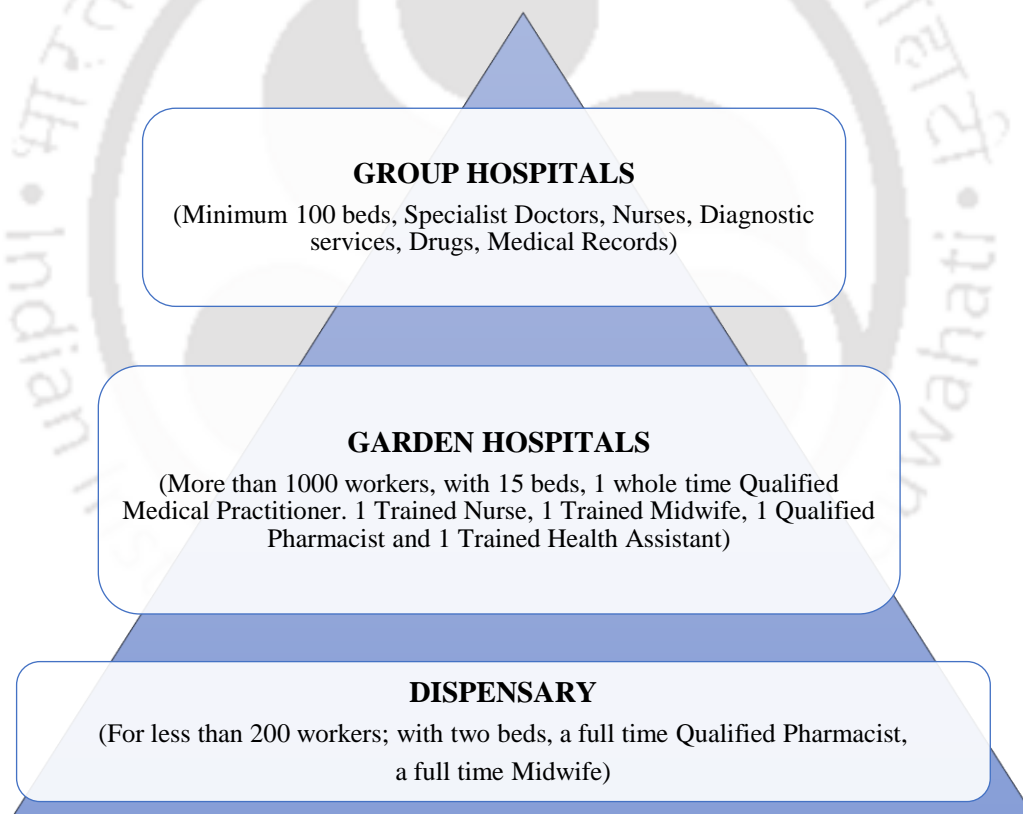 GROUP HOSPITALS
(Minimum 100 beds, Specialist Doctors, Nurses, Diagnostic
services, Drugs, Medical Records)
GARDEN HOSPITALS
(More than 1000 workers, with 15 beds, 1 whole time Qualified
Medical Practitioner. 1 Trained Nurse, 1 Trained Midwife, 1 Qualified
Pharmacist and 1 Trained Health Assistant)
DISPENSARY
(For less than 200 workers; with two beds, a full time Qualified Pharmacist,
a full time Midwife)
Indian